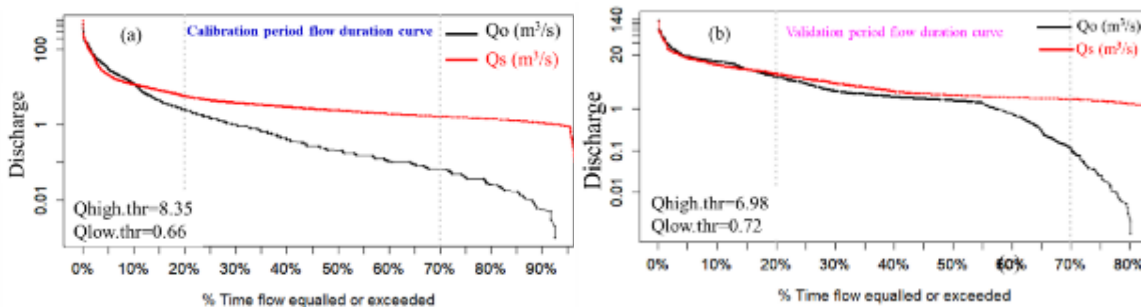 (a)
Calibration period flow duration curve
Qo (m³/s)
Qs (m³/s)
Discharge
100
1
0.01
Qhigh.thr=8.35
Qlow.thr=0.66
0% 10% 20% 30% 40% 50% 60% 70% 80% 90%
% Time flow equalled or exceeded
(b)
Validation period flow duration curve
Qo (m³/s)
Qs (m³/s)
Discharge
140
20
1
0.1
0.01
Qhigh.thr=6.98
Qlow.thr=0.72
0% 10% 20% 30% 40% 50% 70% 80%
(c)
% Time flow equalled or exceeded